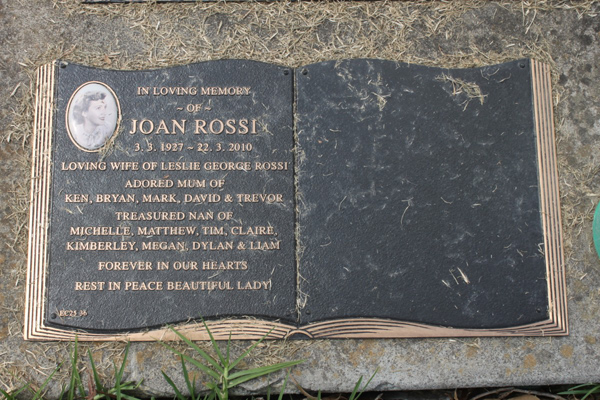 IN LOVING MEMORY
~ OF ~
JOAN ROSSI
3. 3. 1927 ~ 22. 3. 2010
LOVING WIFE OF LESLIE GEORGE ROSSI
ADORED MUM OF
KEN, BRYAN, MARK, DAVID & TREVOR
TREASURED NAN OF
MICHELLE, MATTHEW, TIM, CLAIRE,
KIMBERLEY, MEGAN, DYLAN & LIAM
FOREVER IN OUR HEARTS
REST IN PEACE BEAUTIFUL LADY